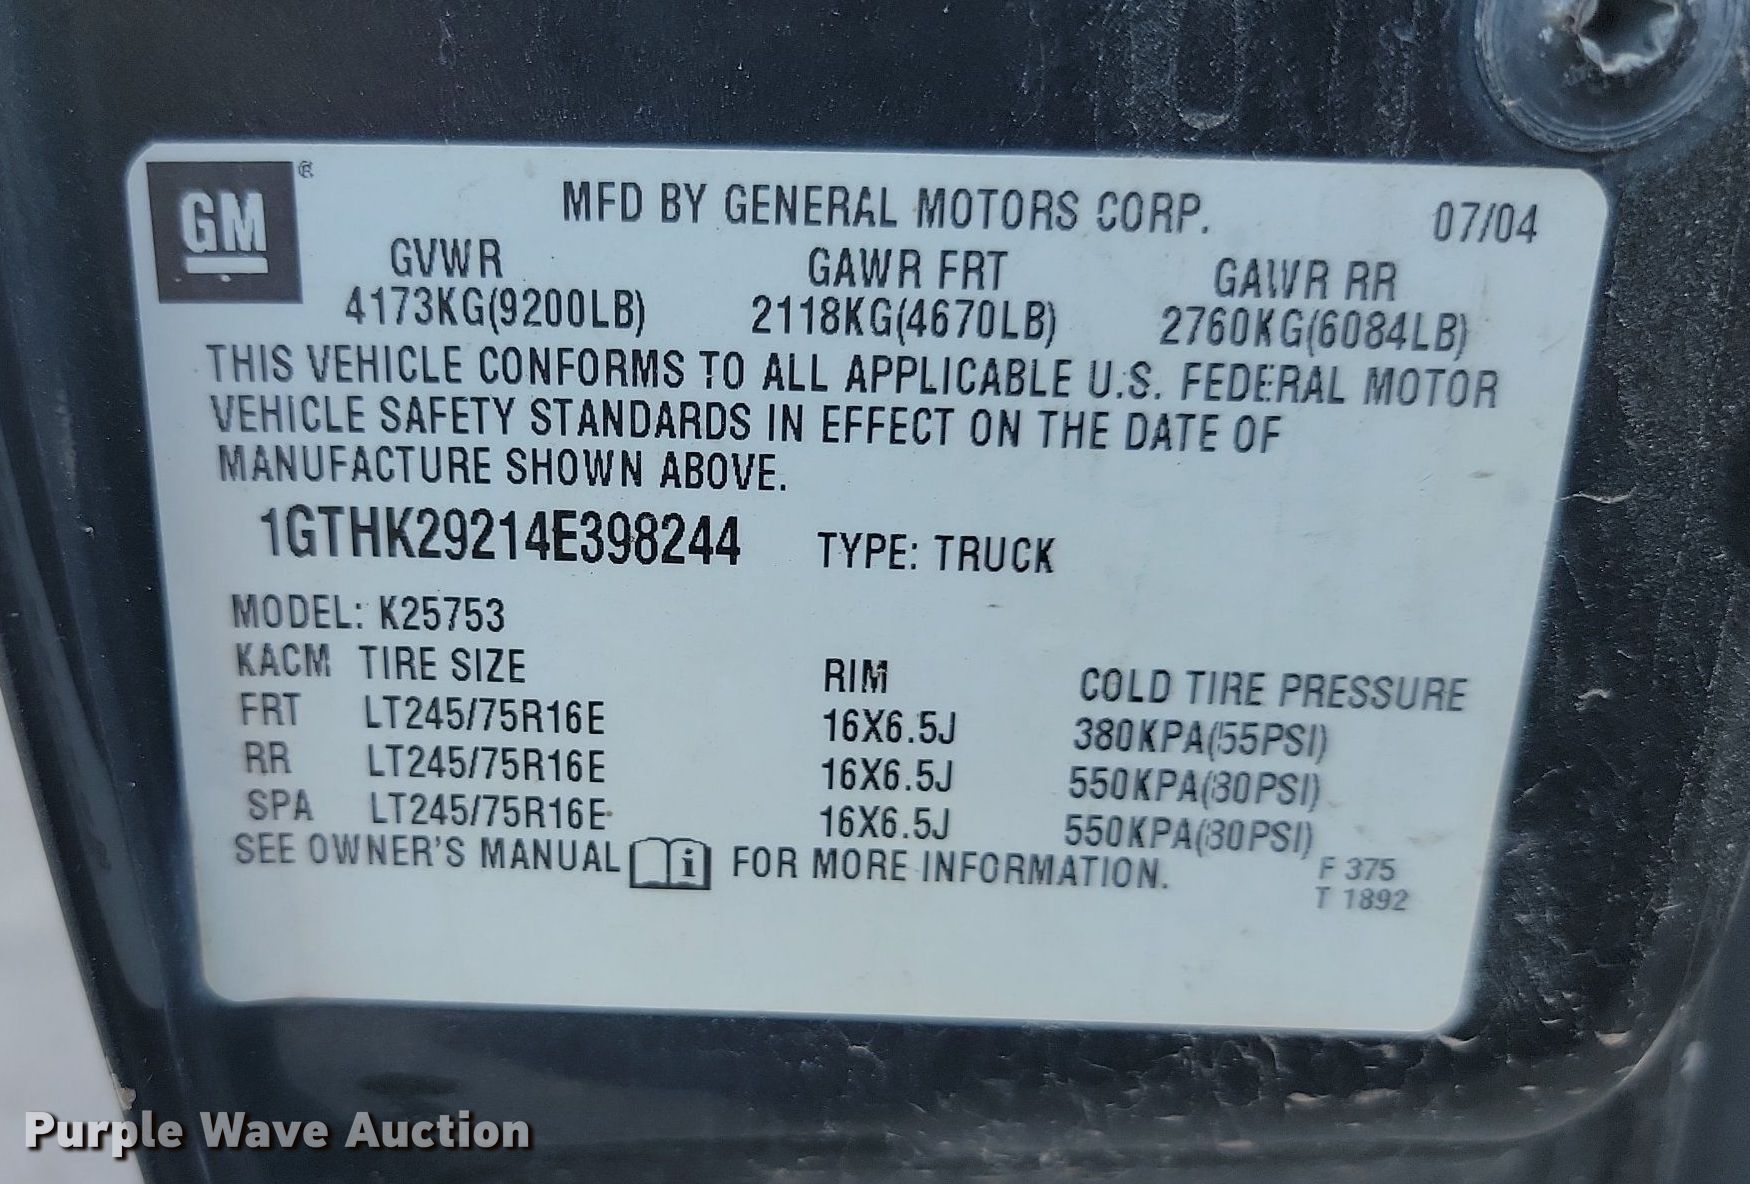 GM
MFD BY GENERAL MOTORS CORP. 07/04
GVWR GAWR FRT GAWR RR
4173KG(9200LB) 2118KG(4670LB) 2760KG(6084LB)
THIS VEHICLE CONFORMS TO ALL APPLICABLE U.S. FEDERAL MOTOR
VEHICLE SAFETY STANDARDS IN EFFECT ON THE DATE OF
MANUFACTURE SHOWN ABOVE.
1GTHK29214E398244 TYPE: TRUCK
MODEL: K25753
KACM TIRE SIZE RIM COLD TIRE PRESSURE
FRT LT245/75R16E 16X6.5J 380KPA(55PSI)
RR LT245/75R16E 16X6.5J 550KPA(80PSI)
SPA LT245/75R16E 16X6.5J 550KPA(80PSI)
SEE OWNER'S MANUAL i FOR MORE INFORMATION.
F 375
T 1892
Purple Wave Auction